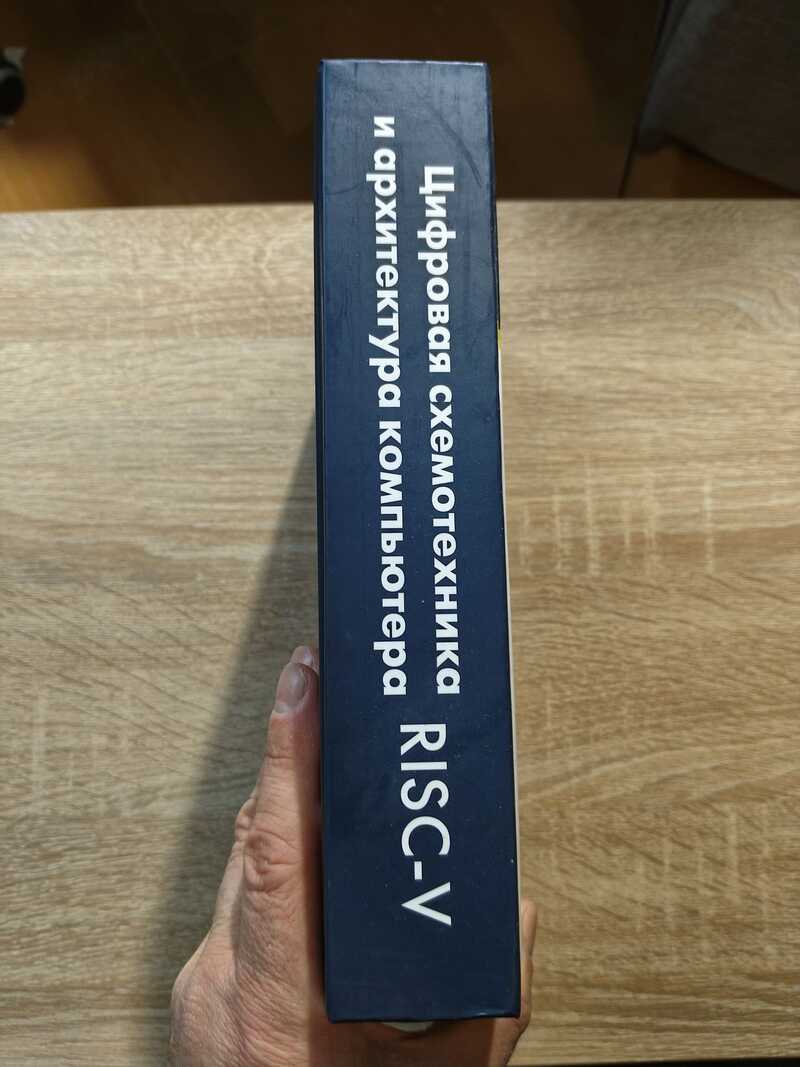 Цифровая схемотехника
и архитектура компьютера
RISC-V